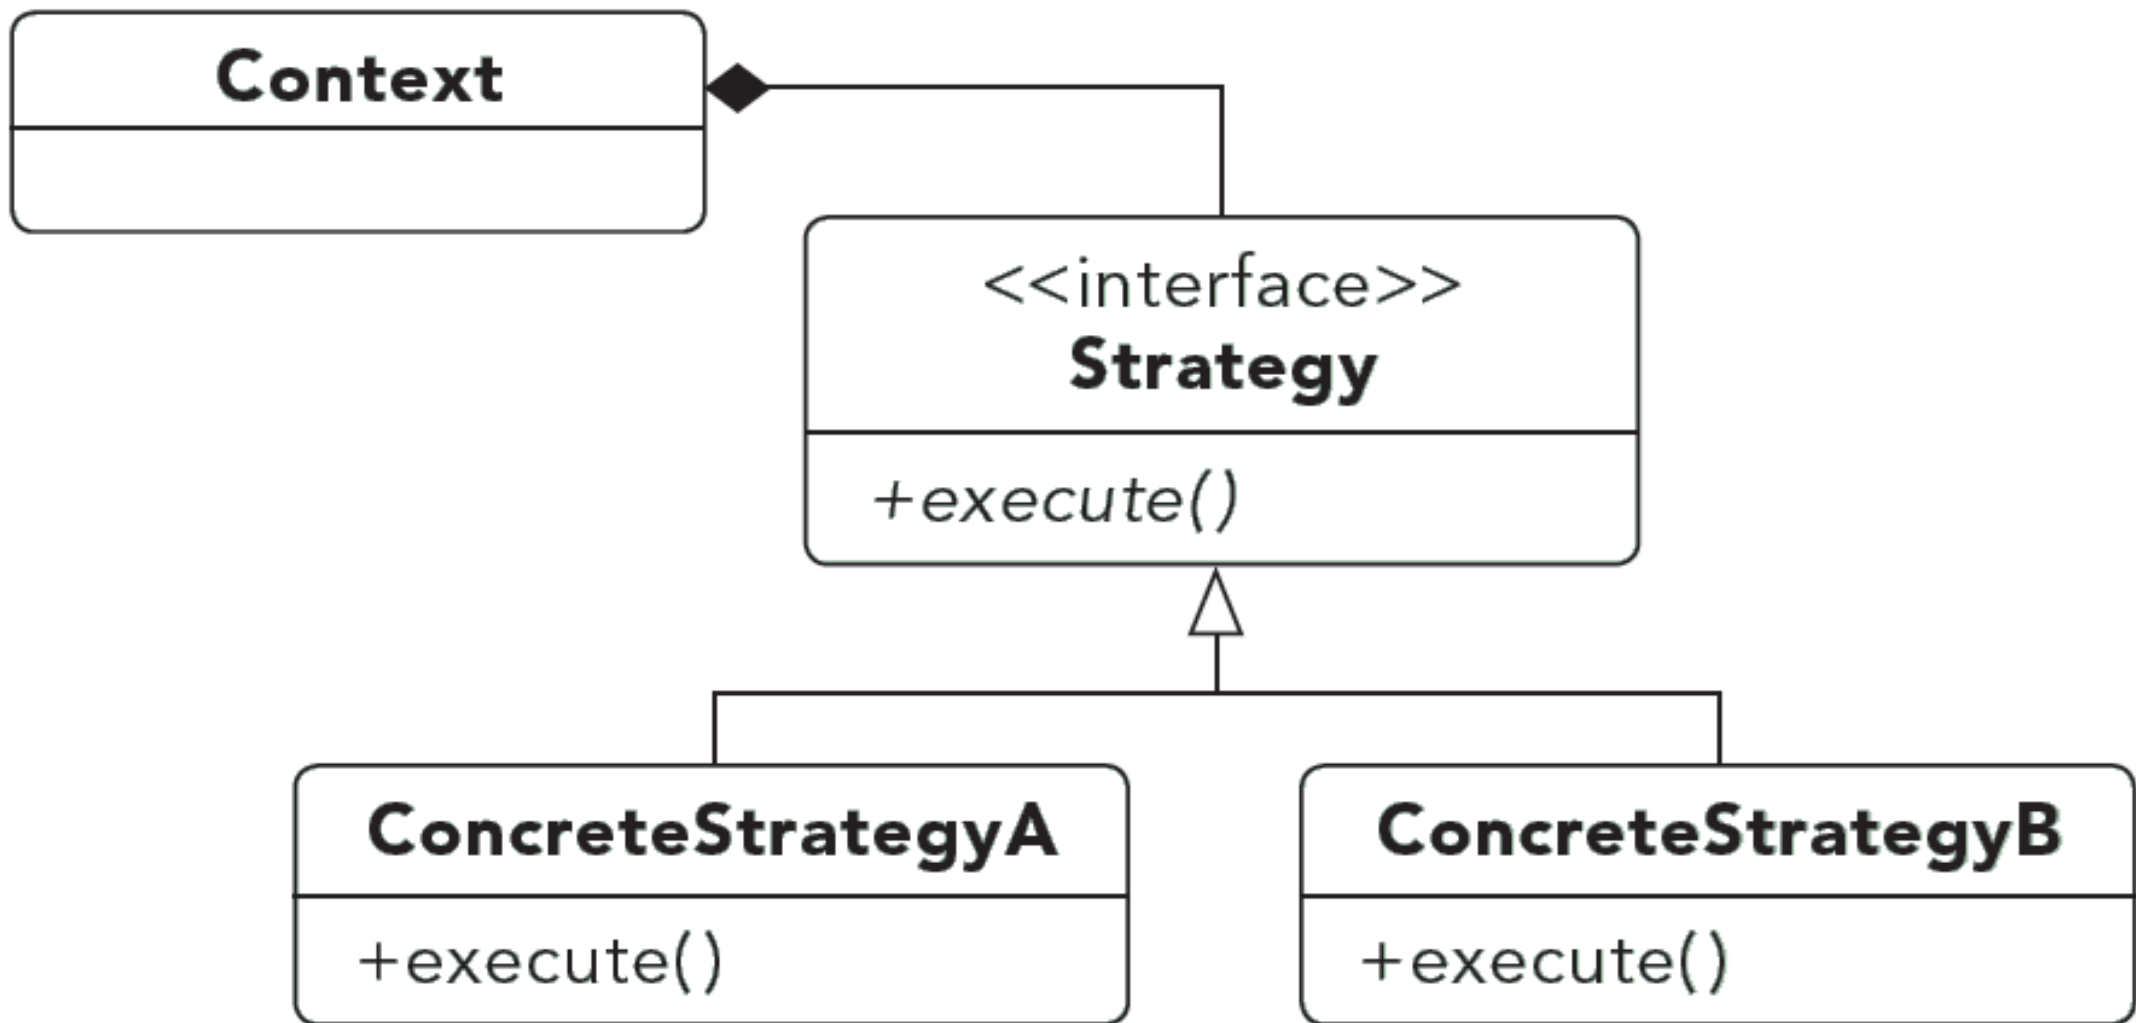 Context
<<interface>>
Strategy
+execute()
ConcreteStrategyA
+execute()
ConcreteStrategyB
+execute()